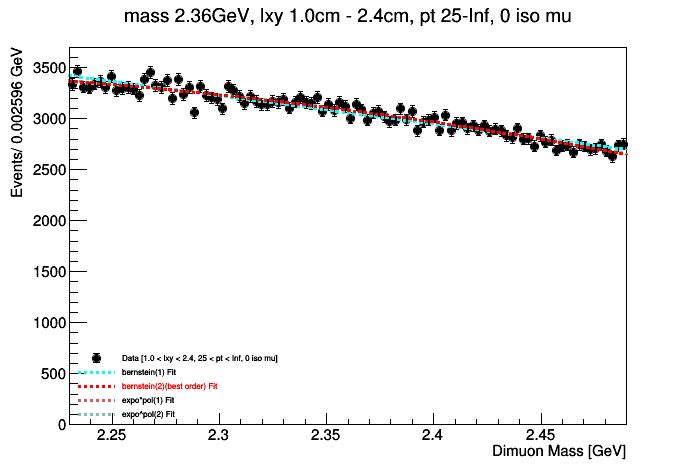 mass 2.36GeV, lxy 1.0cm - 2.4cm, pt 25-Inf, 0 iso mu
Events/ 0.002596 GeV
3500
3000
2500
2000
1500
1000
500
0
Data [1.0 < lxy < 2.4, 25 < pt < Inf, 0 iso mu]
bernstein(1) Fit
bernstein(2)(best order) Fit
expo*pol(1) Fit
expo*pol(2) Fit
2.25 2.3 2.35 2.4 2.45
Dimuon Mass [GeV]